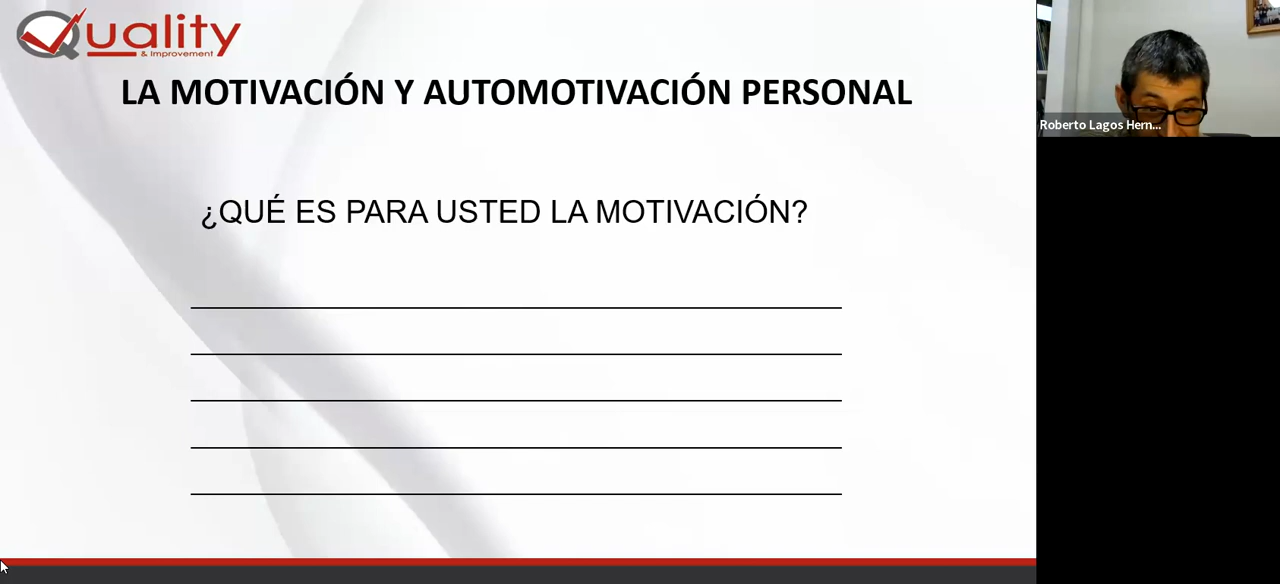 Quality
& Improvement
LA MOTIVACIÓN Y AUTOMOTIVACIÓN PERSONAL
¿QUÉ ES PARA USTED LA MOTIVACIÓN?
Roberto Lagos Hern...